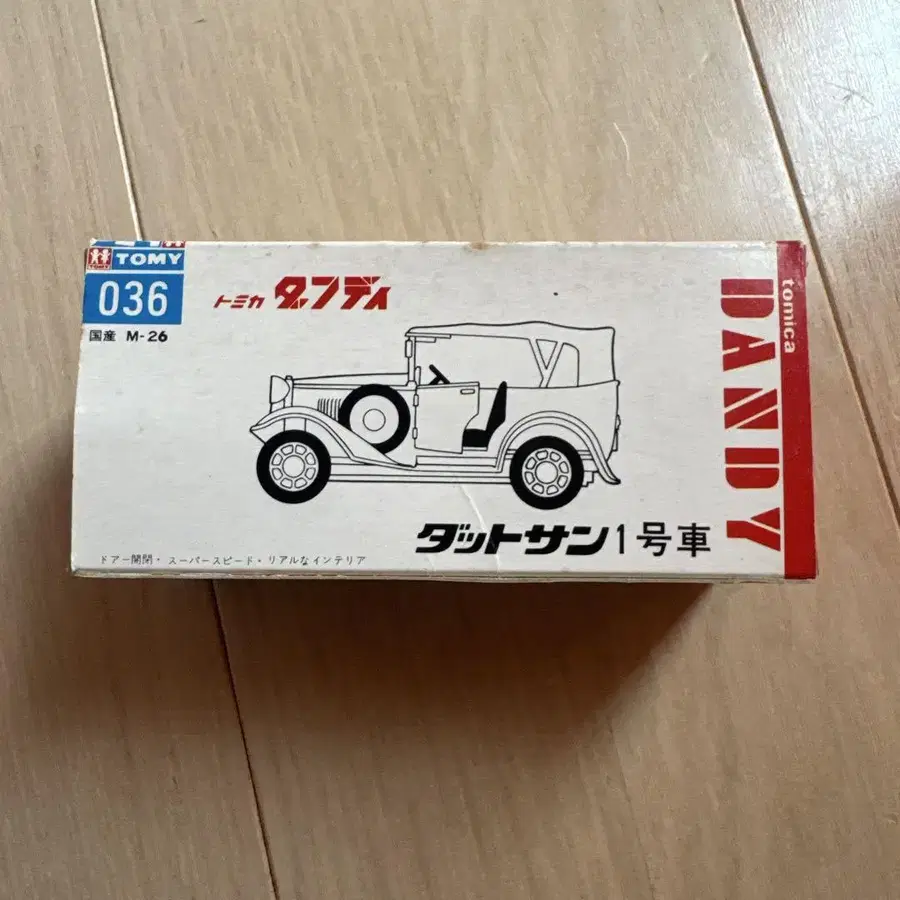 TOMY
TOMY
036
国産 M-26
トミカ ダンディ
tomica
DANDY
ダットサン1号車
ドアー開閉・スーパースピード・リアルなインテリア